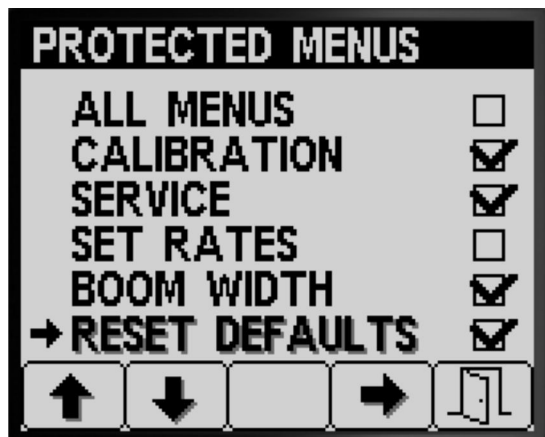 PROTECTED MENUS
ALL MENUS
CALIBRATION
SERVICE
SET RATES
BOOM WIDTH
RESET DEFAULTS